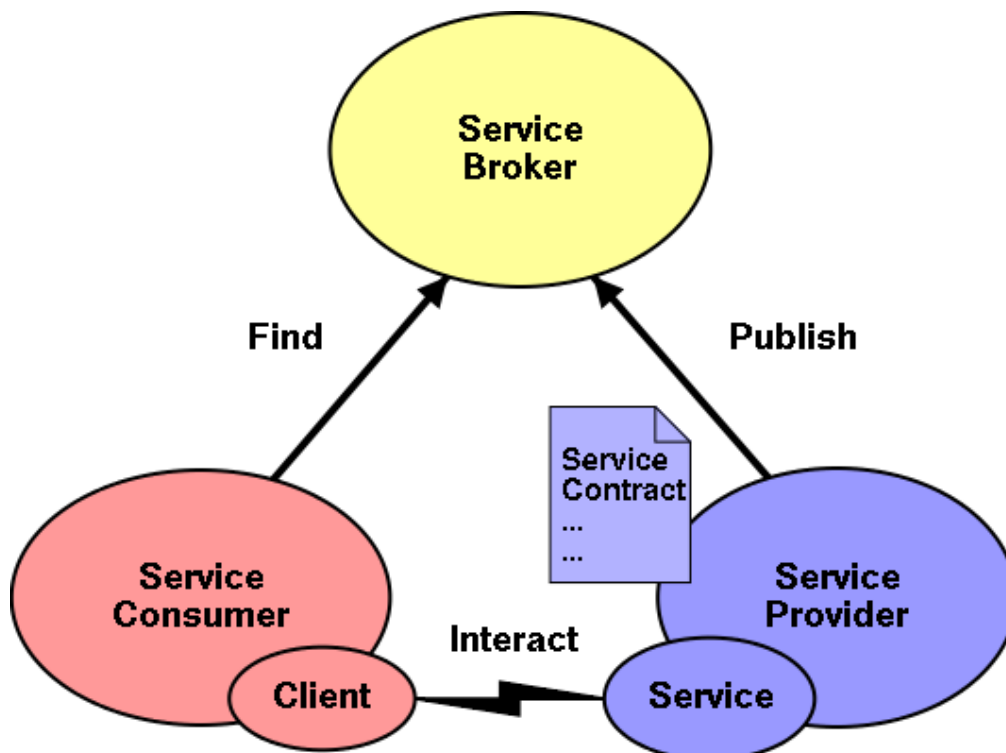 Service
Broker
Find
Publish
Service
Contract
...
...
Service
Consumer
Service
Provider
Interact
Client
Service